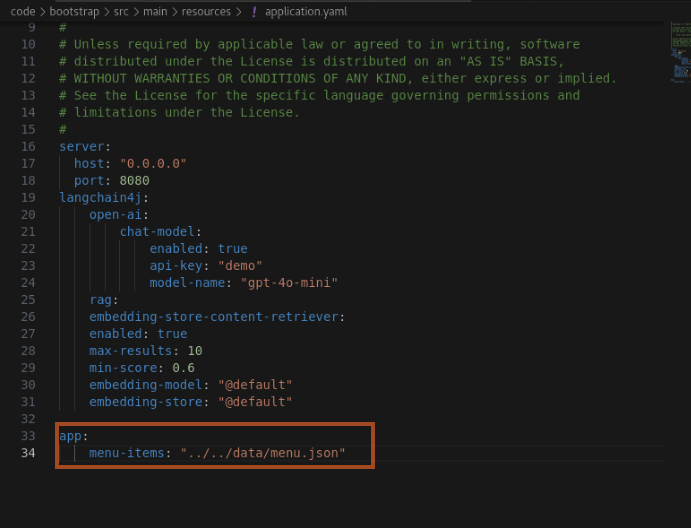 code > bootstrap > src > main > resources > ! application.yaml
9 #
10 # Unless required by applicable law or agreed to in writing, software
11 # distributed under the License is distributed on an "AS IS" BASIS,
12 # WITHOUT WARRANTIES OR CONDITIONS OF ANY KIND, either express or implied.
13 # See the License for the specific language governing permissions and
14 # limitations under the License.
15 #
16 server:
17   host: "0.0.0.0"
18   port: 8080
19 langchain4j:
20     open-ai:
21         chat-model:
22             enabled: true
23             api-key: "demo"
24             model-name: "gpt-4o-mini"
25     rag:
26     embedding-store-content-retriever:
27     enabled: true
28     max-results: 10
29     min-score: 0.6
30     embedding-model: "@default"
31     embedding-store: "@default"
32
33 app:
34     menu-items: "../../data/menu.json"